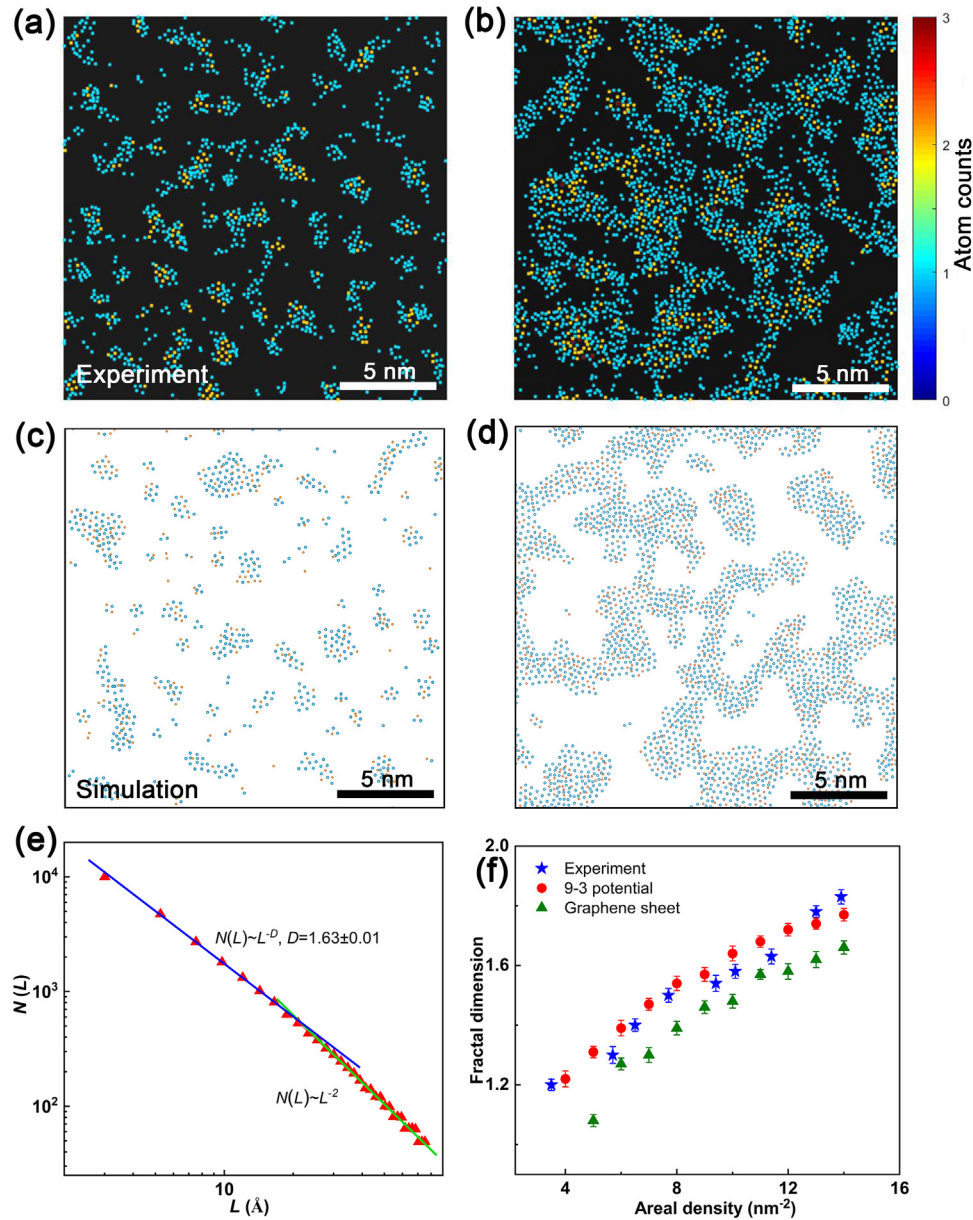 (a)
Experiment
5 nm
(b)
5 nm
3
2
1
0
Atom counts
(c)
Simulation
5 nm
(d)
5 nm
(e)
N (L)
10⁴
10³
10²
N(L)~L⁻ᴰ, D=1.63±0.01
N(L)~L⁻²
10
L (Å)
(f)
Fractal dimension
2.0
1.6
1.2
Experiment
9-3 potential
Graphene sheet
4 8 12 16
Areal density (nm⁻²)